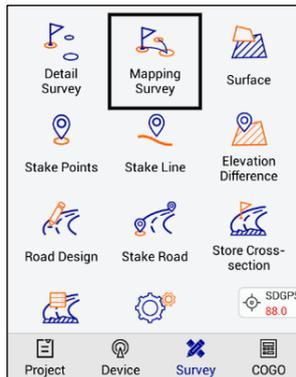 Detail
Survey
Mapping
Survey
Surface
Stake Points
Stake Line
Elevation
Difference
Road Design
Stake Road
Store Cross-
section
SDGPS
88.0
Project
Device
Survey
COGO